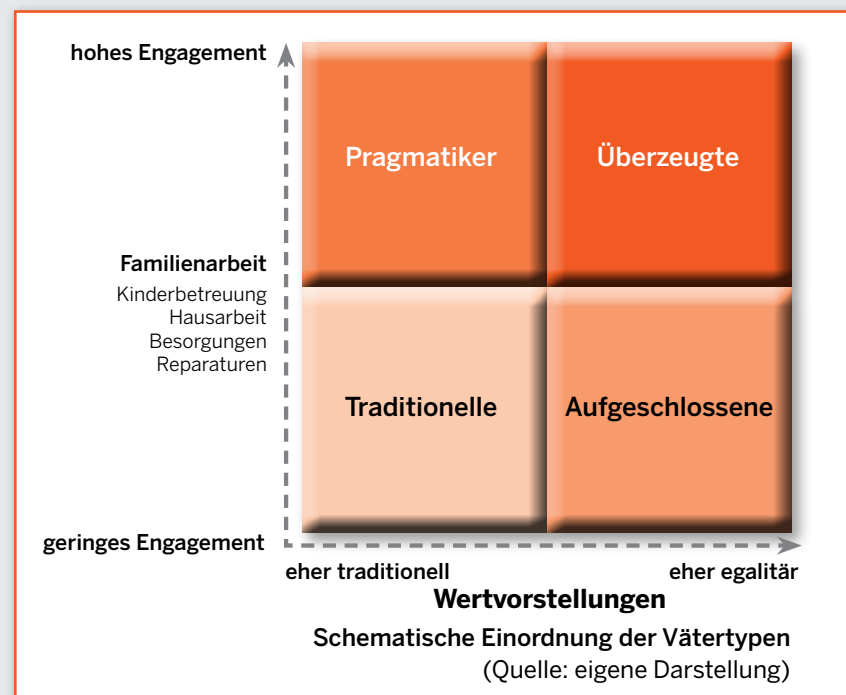 hohes Engagement
Pragmatiker
Überzeugte
Familienarbeit
Kinderbetreuung
Hausarbeit
Besorgungen
Reparaturen
Traditionelle
Aufgeschlossene
geringes Engagement
eher traditionell
eher egalitär
Wertvorstellungen
Schematische Einordnung der Vätertypen
(Quelle: eigene Darstellung)